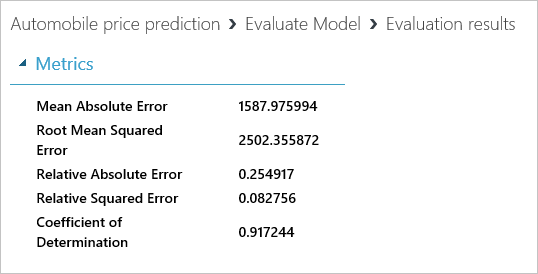 Automobile price prediction › Evaluate Model › Evaluation results
Metrics
Mean Absolute Error 1587.975994
Root Mean Squared
Error 2502.355872
Relative Absolute Error 0.254917
Relative Squared Error 0.082756
Coefficient of
Determination 0.917244